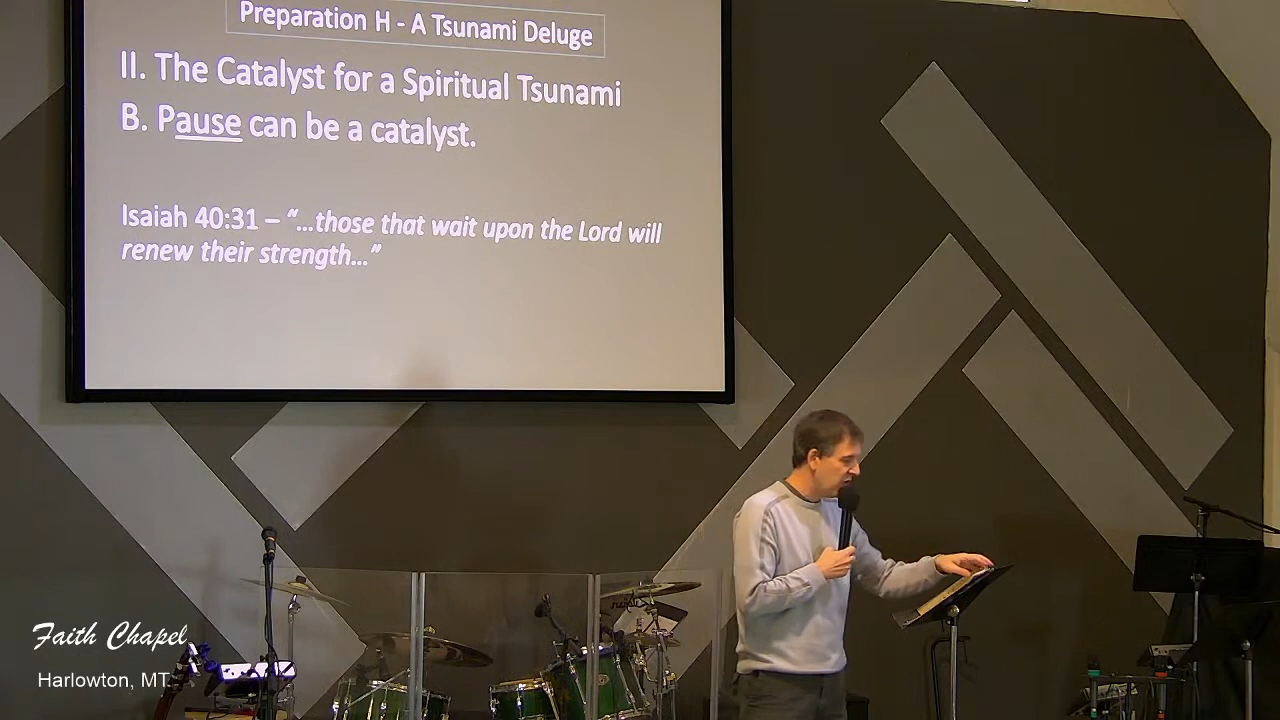 Preparation H - A Tsunami Deluge
II. The Catalyst for a Spiritual Tsunami
B. Pause can be a catalyst.
Isaiah 40:31 – “...those that wait upon the Lord will
renew their strength...”
Faith Chapel
Harlowton, MT.